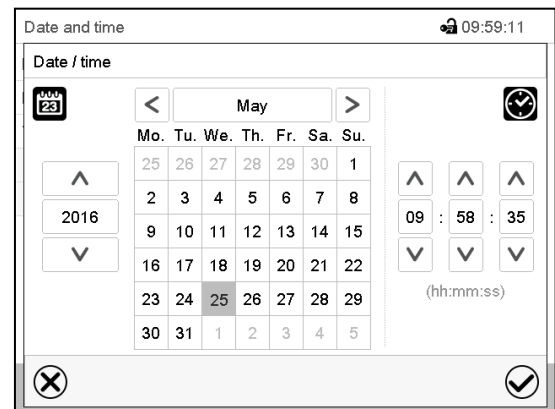 Date and time 09:59:11
Date / time
23
< May >
Mo. Tu. We. Th. Fr. Sa. Su.
25 26 27 28 29 30 1
2 3 4 5 6 7 8
9 10 11 12 13 14 15
16 17 18 19 20 21 22
23 24 25 26 27 28 29
30 31 1 2 3 4 5
2016
09 : 58 : 35
(hh:mm:ss)